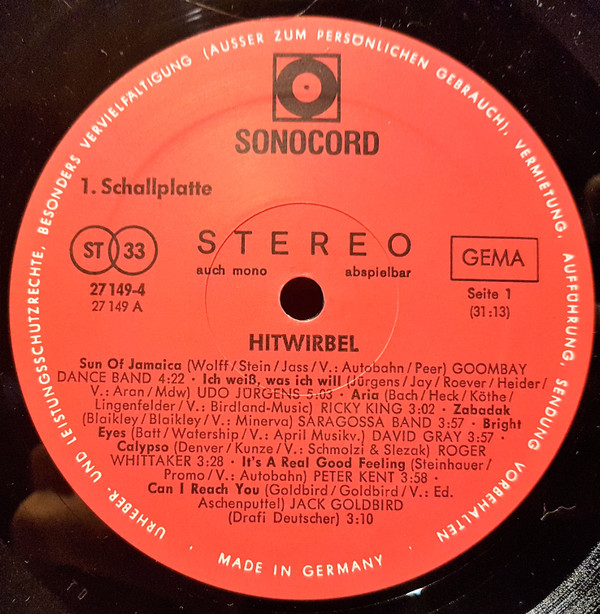 URHEBER- UND LEISTUNGSSCHUTZRECHTE, BESONDERS VERVIELFÄLTIGUNG (AUSSER ZUM PERSÖNLICHEN GEBRAUCH), VERMIETUNG, AUFFÜHRUNG, SENDUNG VORBEHALTEN
SONOCORD
1. Schallplatte
ST 33
STEREO
auch mono abspielbar
GEMA
27 149-4
27 149 A
Seite 1
(31:13)
HITWIRBEL
Sun Of Jamaica (Wolff/Stein/Jass/V.: Autobahn/Peer) GOOMBAY
DANCE BAND 4:22 · Ich weiß, was ich will (Jürgens/Jay/Roever/Heider/
V.: Aran/Mdw) UDO JÜRGENS 5:03 · Aria (Bach/Heck/Köthe/
Lingenfelder/V.: Birdland-Music) RICKY KING 3:02 · Zabadak
(Blaikley/Blaikley/V.: Minerva) SARAGOSSA BAND 3:57 · Bright
Eyes (Batt/Watership/V.: April Musikv.) DAVID GRAY 3:57 ·
Calypso (Denver/Kunze/V.: Schmolzi & Slezak) ROGER
WHITTAKER 3:28 · It's A Real Good Feeling (Steinhauer/
Promo/V.: Autobahn) PETER KENT 3:58 ·
Can I Reach You (Goldbird/Goldbird/V.: Ed.
Aschenputtel) JACK GOLDBIRD
(Drafi Deutscher) 3:10
· MADE IN GERMANY ·